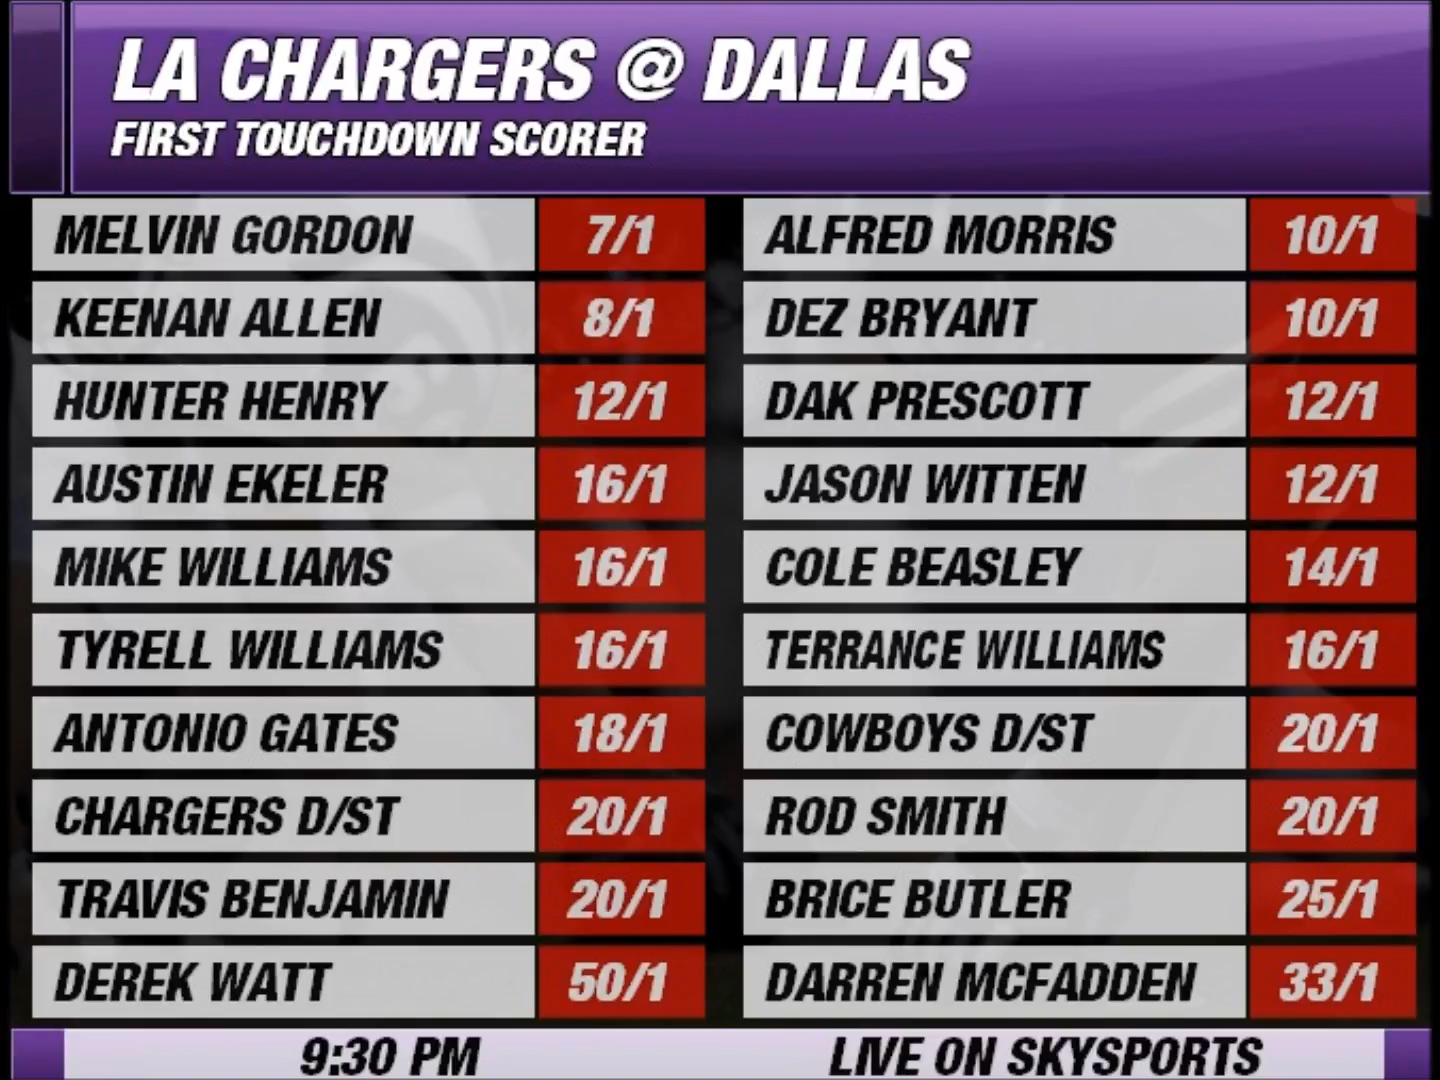 LA CHARGERS @ DALLAS
FIRST TOUCHDOWN SCORER
MELVIN GORDON 7/1
KEENAN ALLEN 8/1
HUNTER HENRY 12/1
AUSTIN EKELER 16/1
MIKE WILLIAMS 16/1
TYRELL WILLIAMS 16/1
ANTONIO GATES 18/1
CHARGERS D/ST 20/1
TRAVIS BENJAMIN 20/1
DEREK WATT 50/1
ALFRED MORRIS 10/1
DEZ BRYANT 10/1
DAK PRESCOTT 12/1
JASON WITTEN 12/1
COLE BEASLEY 14/1
TERRANCE WILLIAMS 16/1
COWBOYS D/ST 20/1
ROD SMITH 20/1
BRICE BUTLER 25/1
DARREN MCFADDEN 33/1
9:30 PM
LIVE ON SKYSPORTS